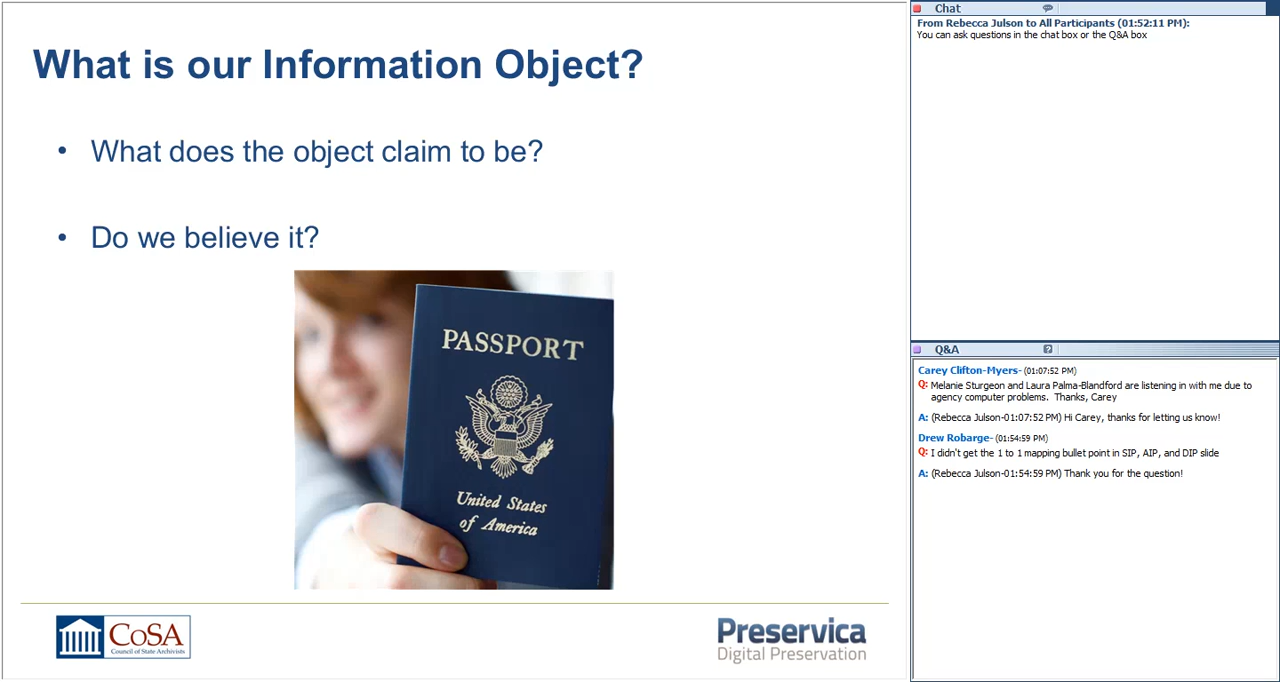 What is our Information Object?
• What does the object claim to be?
• Do we believe it?
PASSPORT
United States
of America
CoSA
Council of State Archivists
Preservica
Digital Preservation
Chat
From Rebecca Julson to All Participants (01:52:11 PM):
You can ask questions in the chat box or the Q&A box
Q&A
Carey Clifton-Myers- (01:07:52 PM)
Q: Melanie Sturgeon and Laura Palma-Blandford are listening in with me due to
agency computer problems.  Thanks, Carey
A: (Rebecca Julson-01:07:52 PM) Hi Carey, thanks for letting us know!
Drew Robarge- (01:54:59 PM)
Q: I didn't get the 1 to 1 mapping bullet point in SIP, AIP, and DIP slide
A: (Rebecca Julson-01:54:59 PM) Thank you for the question!